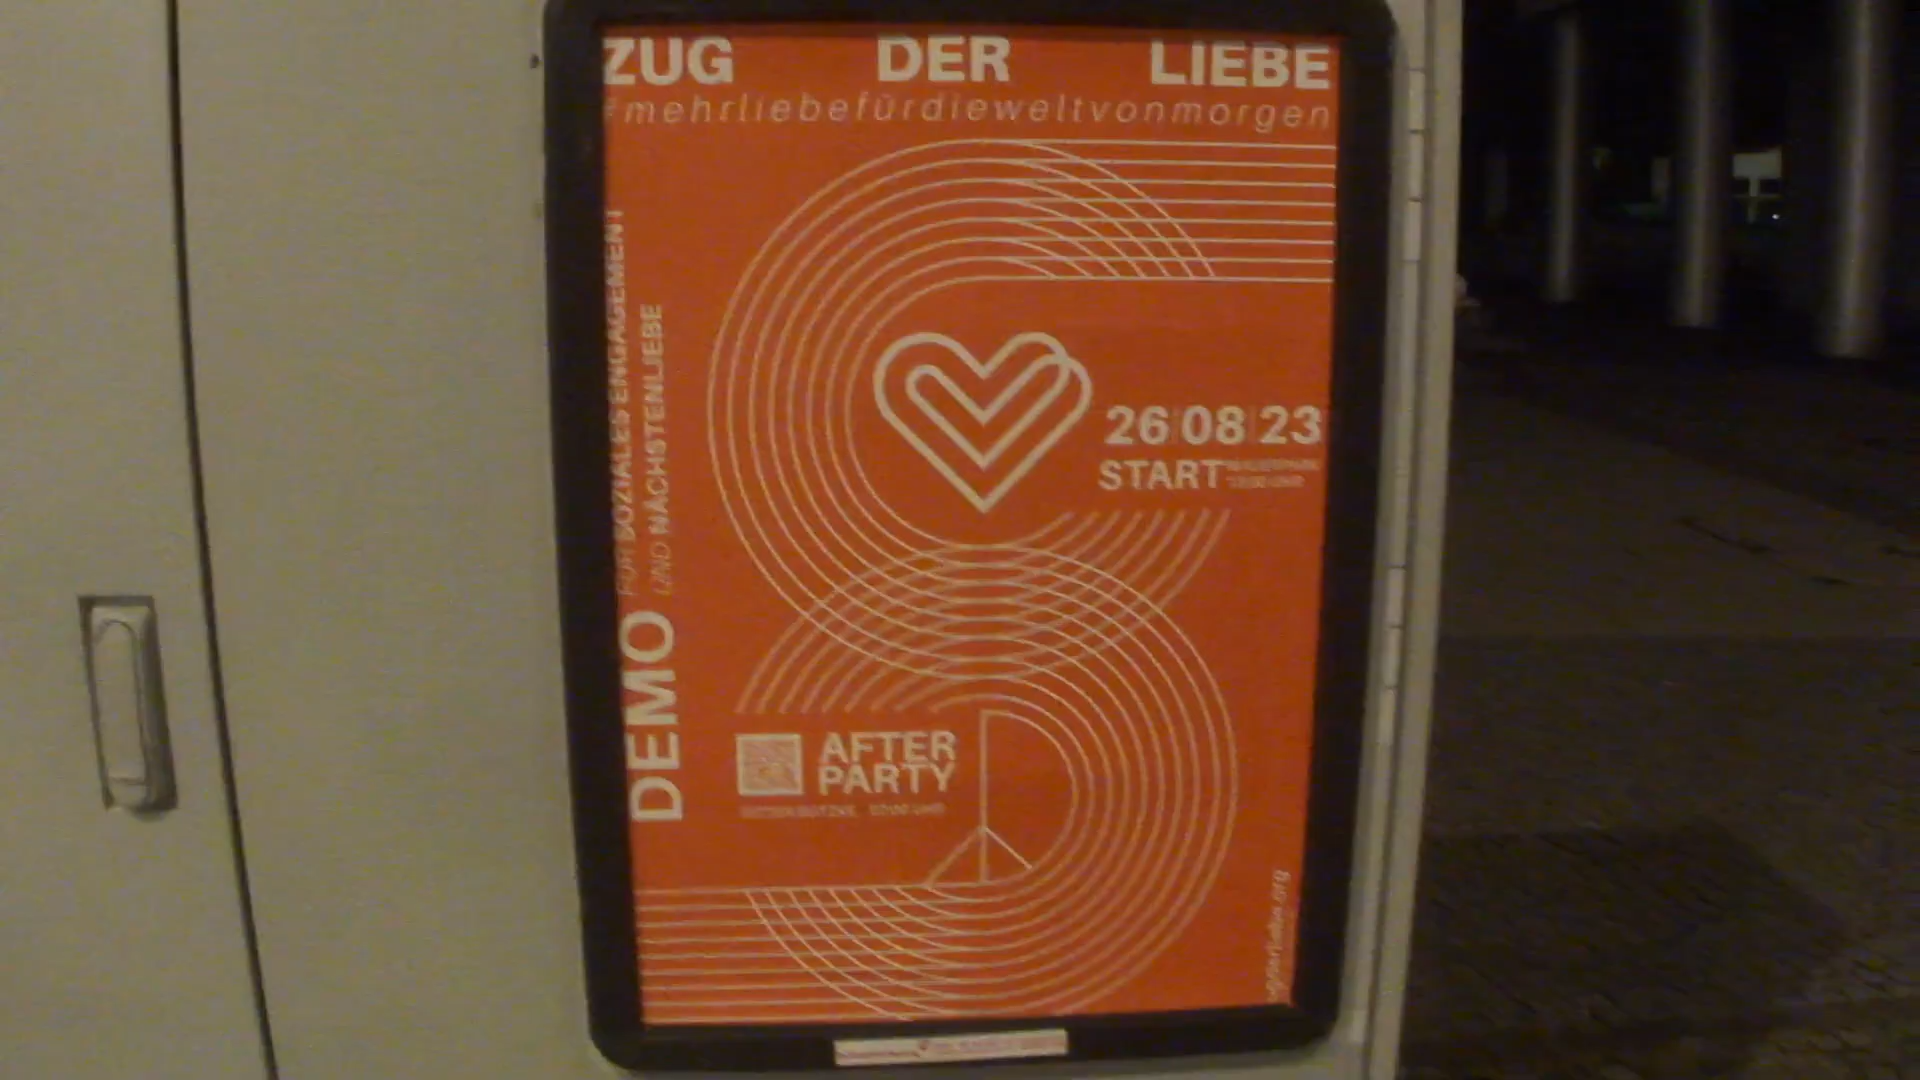 ZUG DER LIEBE
#mehrliebefürdieweltvonmorgen
DEMO
FÜR SOZIALES ENGAGEMENT
UND NÄCHSTENLIEBE
26|08|23
START
AFTER
PARTY